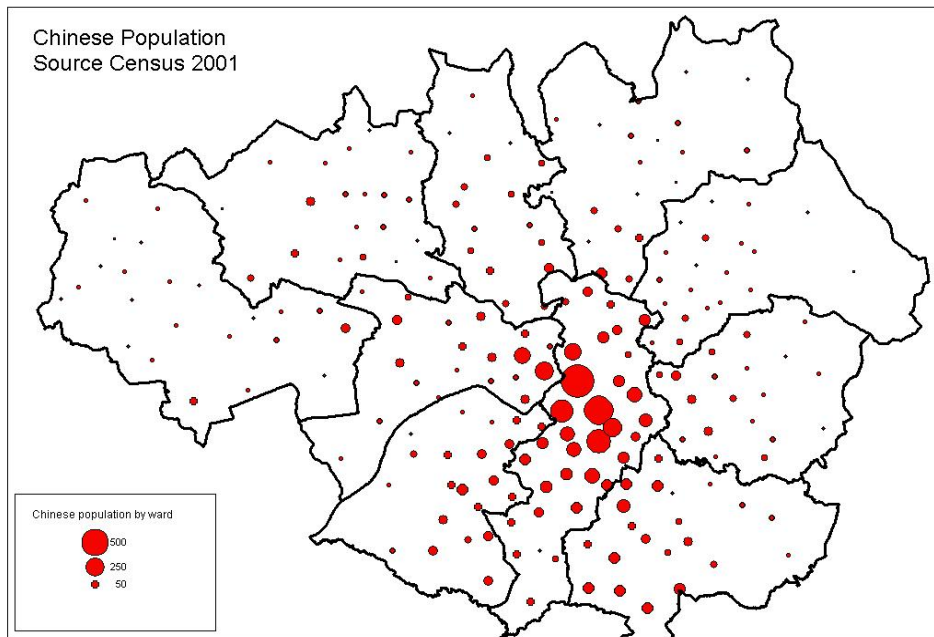 Chinese Population
Source Census 2001
Chinese population by ward
500
250
50